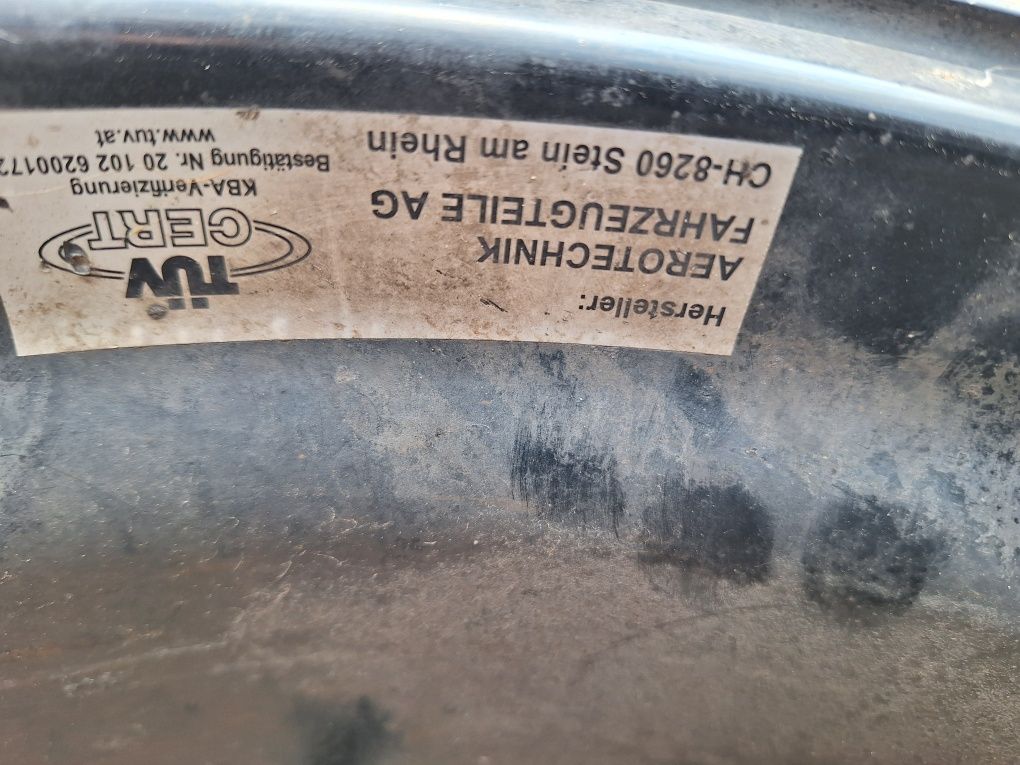 Hersteller:
AEROTECHNIK
FAHRZEUGTEILE AG
CH-8260 Stein am Rhein
TÜV
CERT
KBA-Verifizierung
Bestätigung Nr. 20 102 6200172
www.tuv.at